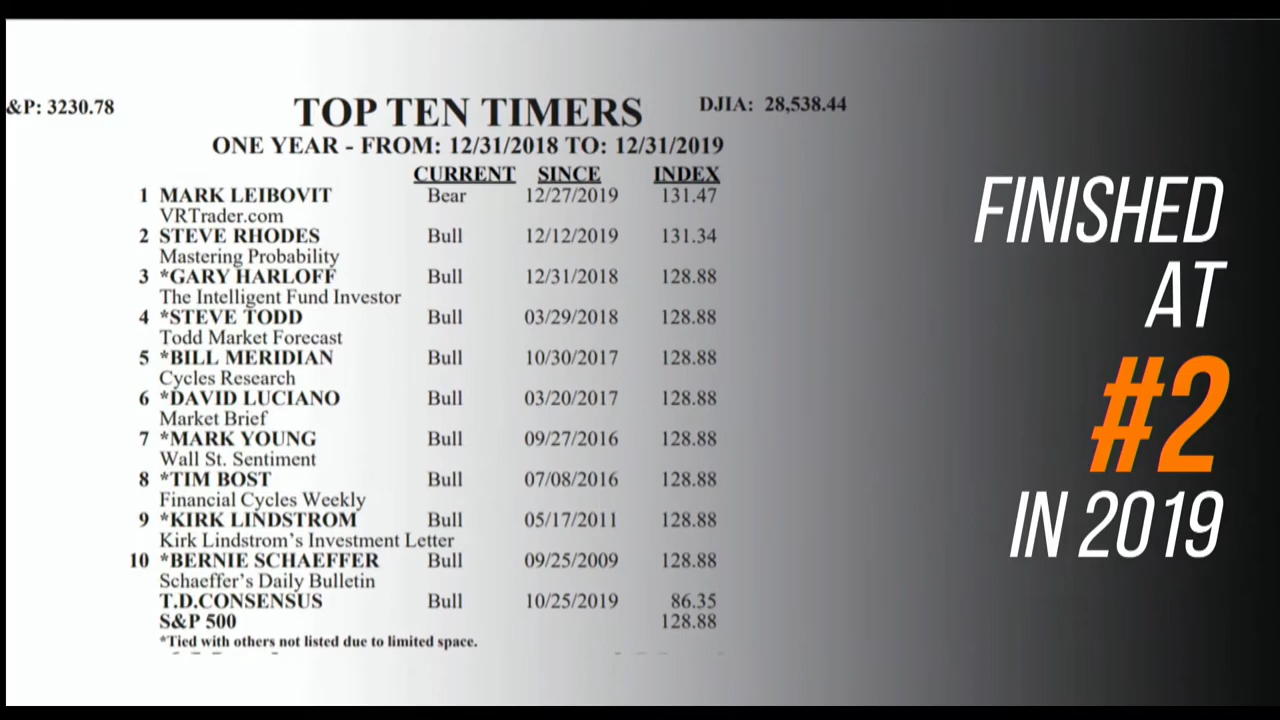 &P: 3230.78
TOP TEN TIMERS
DJIA: 28,538.44
ONE YEAR - FROM: 12/31/2018 TO: 12/31/2019
CURRENT SINCE INDEX
1 MARK LEIBOVIT Bear 12/27/2019 131.47
VRTrader.com
2 STEVE RHODES Bull 12/12/2019 131.34
Mastering Probability
3 *GARY HARLOFF Bull 12/31/2018 128.88
The Intelligent Fund Investor
4 *STEVE TODD Bull 03/29/2018 128.88
Todd Market Forecast
5 *BILL MERIDIAN Bull 10/30/2017 128.88
Cycles Research
6 *DAVID LUCIANO Bull 03/20/2017 128.88
Market Brief
7 *MARK YOUNG Bull 09/27/2016 128.88
Wall St. Sentiment
8 *TIM BOST Bull 07/08/2016 128.88
Financial Cycles Weekly
9 *KIRK LINDSTROM Bull 05/17/2011 128.88
Kirk Lindstrom's Investment Letter
10 *BERNIE SCHAEFFER Bull 09/25/2009 128.88
Schaeffer's Daily Bulletin
T.D.CONSENSUS Bull 10/25/2019 86.35
S&P 500 128.88
*Tied with others not listed due to limited space.
FINISHED
AT
#2
IN 2019